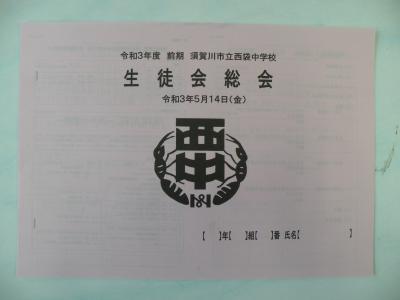 令和3年度 前期 須賀川市立西袋中学校
生徒会総会
令和3年5月14日(金)
西中
【 】年【 】組【 】番 氏名【 】